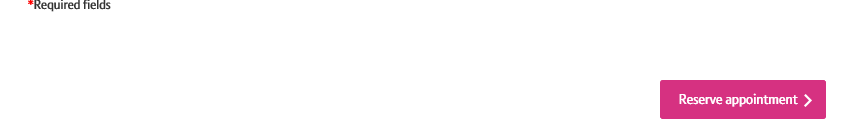 *Required fields
Reserve appointment